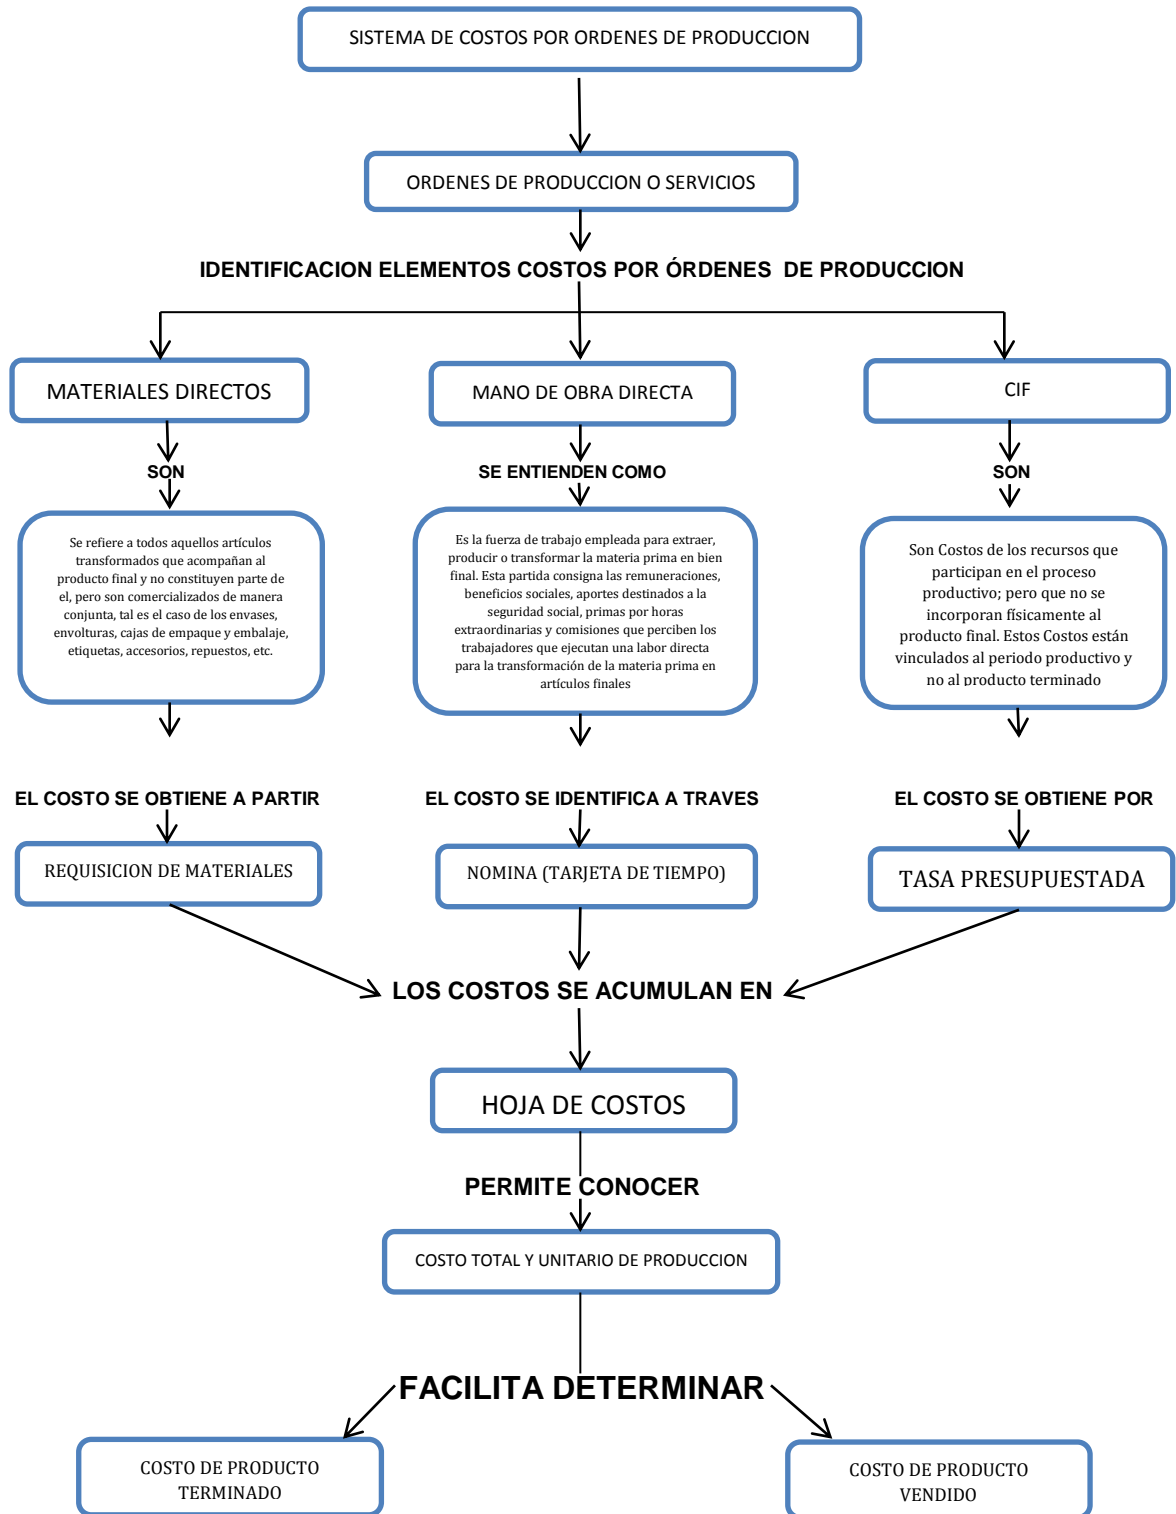 SISTEMA DE COSTOS POR ORDENES DE PRODUCCION
ORDENES DE PRODUCCION O SERVICIOS
IDENTIFICACION ELEMENTOS COSTOS POR ÓRDENES DE PRODUCCION
MATERIALES DIRECTOS
MANO DE OBRA DIRECTA
CIF
SON
SE ENTIENDEN COMO
SON
Se refiere a todos aquellos artículos
transformados que acompañan al
producto final y no constituyen parte de
el, pero son comercializados de manera
conjunta, tal es el caso de los envases,
envolturas, cajas de empaque y embalaje,
etiquetas, accesorios, repuestos, etc.
Es la fuerza de trabajo empleada para extraer,
producir o transformar la materia prima en bien
final. Esta partida consigna las remuneraciones,
beneficios sociales, aportes destinados a la
seguridad social, primas por horas
extraordinarias y comisiones que perciben los
trabajadores que ejecutan una labor directa
para la transformación de la materia prima en
artículos finales
Son Costos de los recursos que
participan en el proceso
productivo; pero que no se
incorporan físicamente al
producto final. Estos Costos están
vinculados al periodo productivo y
no al producto terminado
EL COSTO SE OBTIENE A PARTIR
EL COSTO SE IDENTIFICA A TRAVES
EL COSTO SE OBTIENE POR
REQUISICION DE MATERIALES
NOMINA (TARJETA DE TIEMPO)
TASA PRESUPUESTADA
LOS COSTOS SE ACUMULAN EN
HOJA DE COSTOS
PERMITE CONOCER
COSTO TOTAL Y UNITARIO DE PRODUCCION
FACILITA DETERMINAR
COSTO DE PRODUCTO
TERMINADO
COSTO DE PRODUCTO
VENDIDO